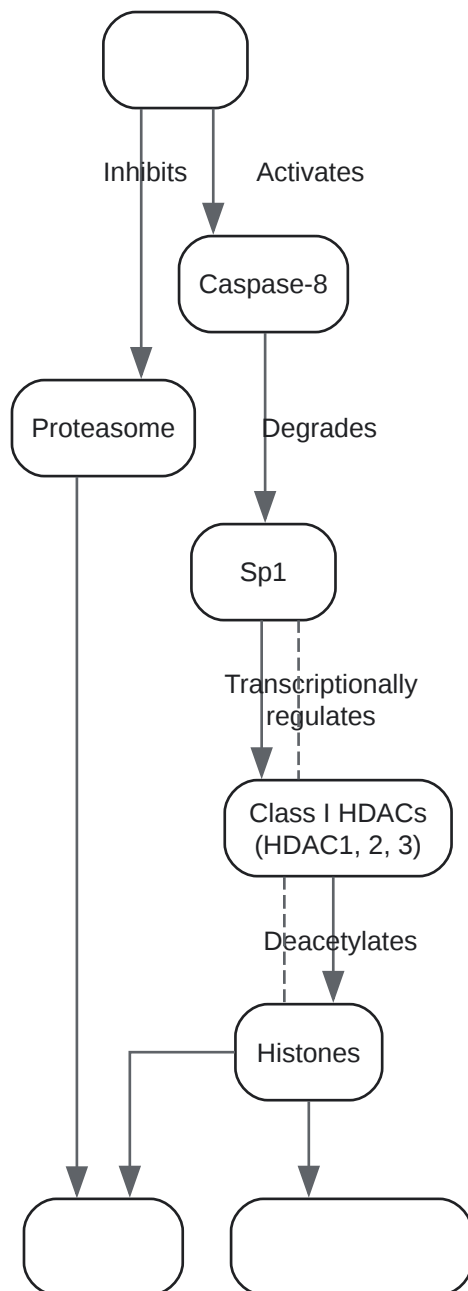 Inhibits
Activates
Caspase-8
Proteasome
Degrades
Sp1
Transcriptionally
regulates
Class I HDACs
(HDAC1, 2, 3)
Deacetylates
Histones